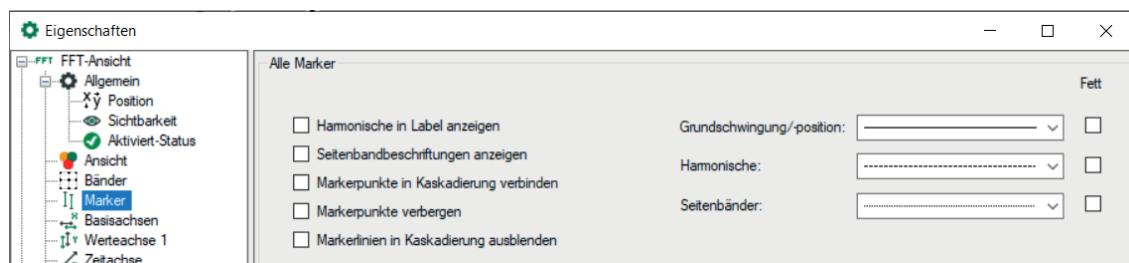 Eigenschaften
FFT FFT-Ansicht
Allgemein
Position
Sichtbarkeit
Aktiviert-Status
Ansicht
Bänder
Marker
Basisachsen
Werteachse 1
Zeitachse
Alle Marker
Fett
Harmonische in Label anzeigen
Grundschwingung/-position:
Seitenbandbeschriftungen anzeigen
Harmonische:
Markerpunkte in Kaskadierung verbinden
Markerpunkte verbergen
Seitenbänder:
Markerlinien in Kaskadierung ausblenden